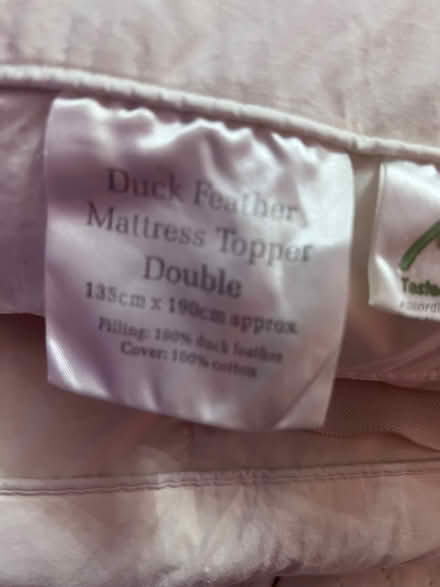 Duck Feather
Mattress Topper
Double
135cm x 190cm approx
Filling: 100% duck feather
Cover: 100% cotton